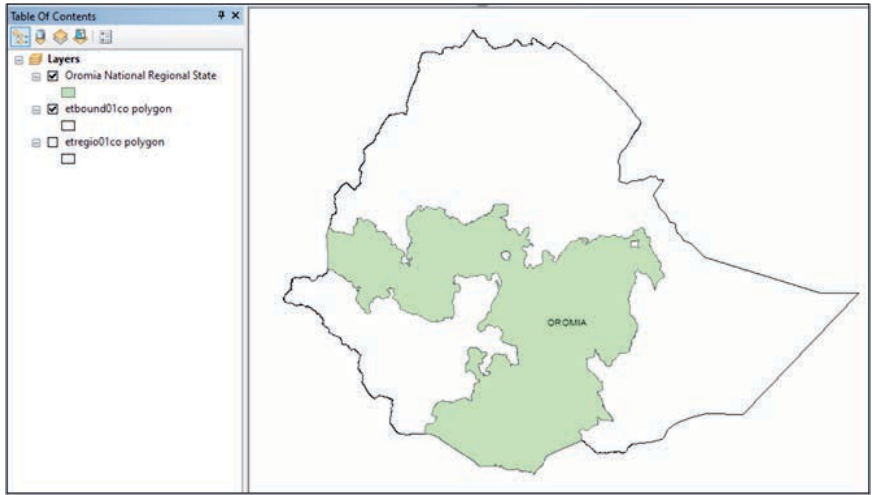 Table Of Contents
Layers
Oromia National Regional State
etbound01co polygon
etregio01co polygon
OROMIA